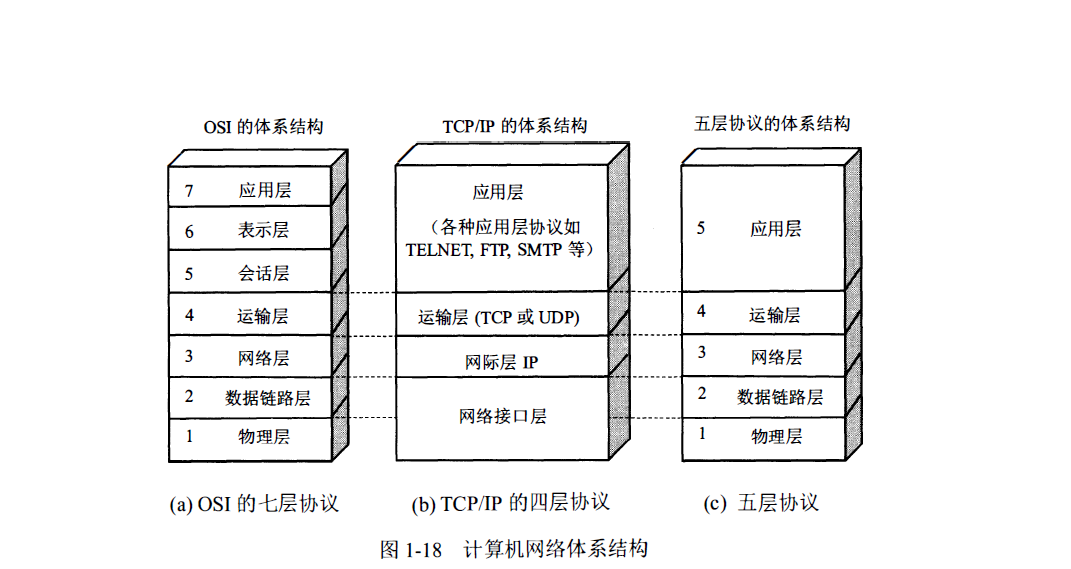 OSI 的体系结构
7 应用层
6 表示层
5 会话层
4 运输层
3 网络层
2 数据链路层
1 物理层
(a) OSI 的七层协议
TCP/IP 的体系结构
应用层
（各种应用层协议如
TELNET, FTP, SMTP 等）
运输层 (TCP 或 UDP)
网际层 IP
网络接口层
(b) TCP/IP 的四层协议
五层协议的体系结构
5 应用层
4 运输层
3 网络层
2 数据链路层
1 物理层
(c) 五层协议
图 1-18 计算机网络体系结构